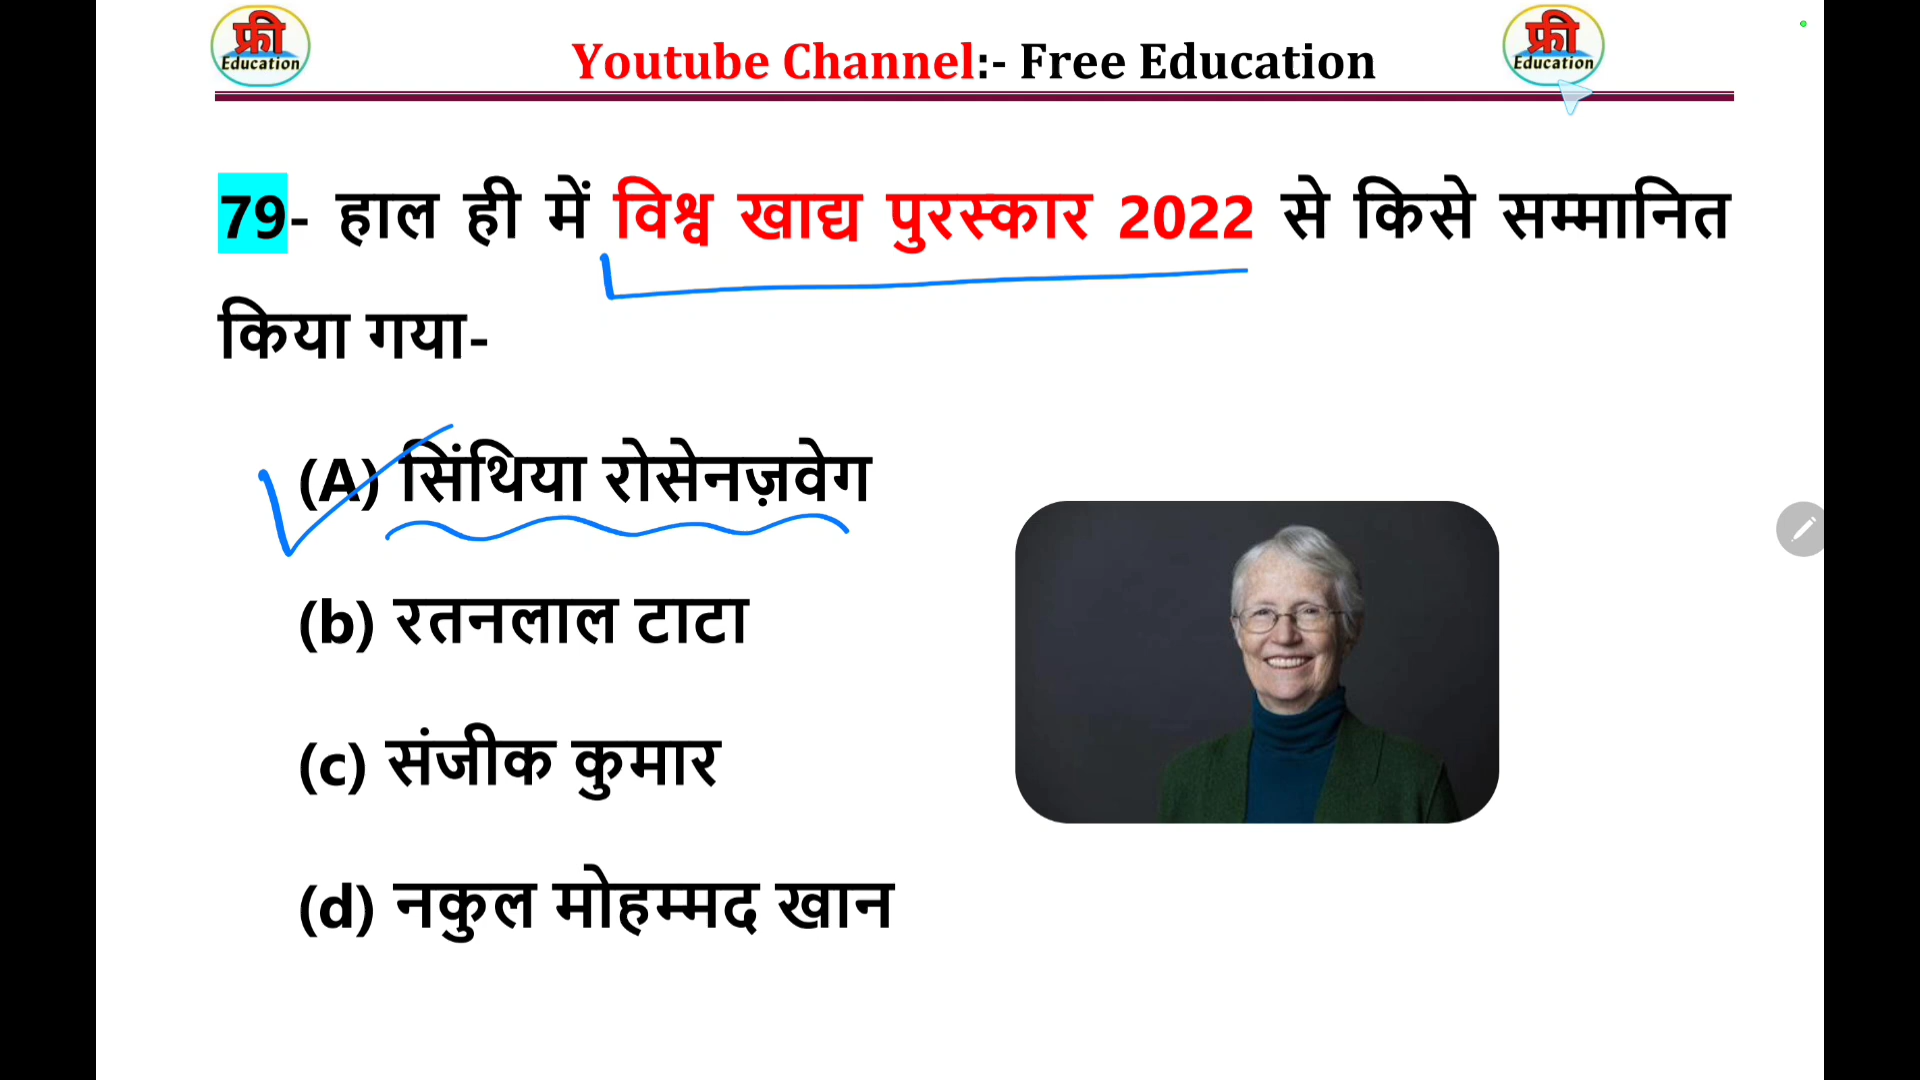 फ्री
Education
Youtube Channel:- Free Education
फ्री
Education
79- हाल ही में विश्व खाद्य पुरस्कार 2022 से किसे सम्मानित
किया गया-
(A) सिंथिया रोसेनज़वेग
(b) रतनलाल टाटा
(c) संजीक कुमार
(d) नकुल मोहम्मद खान